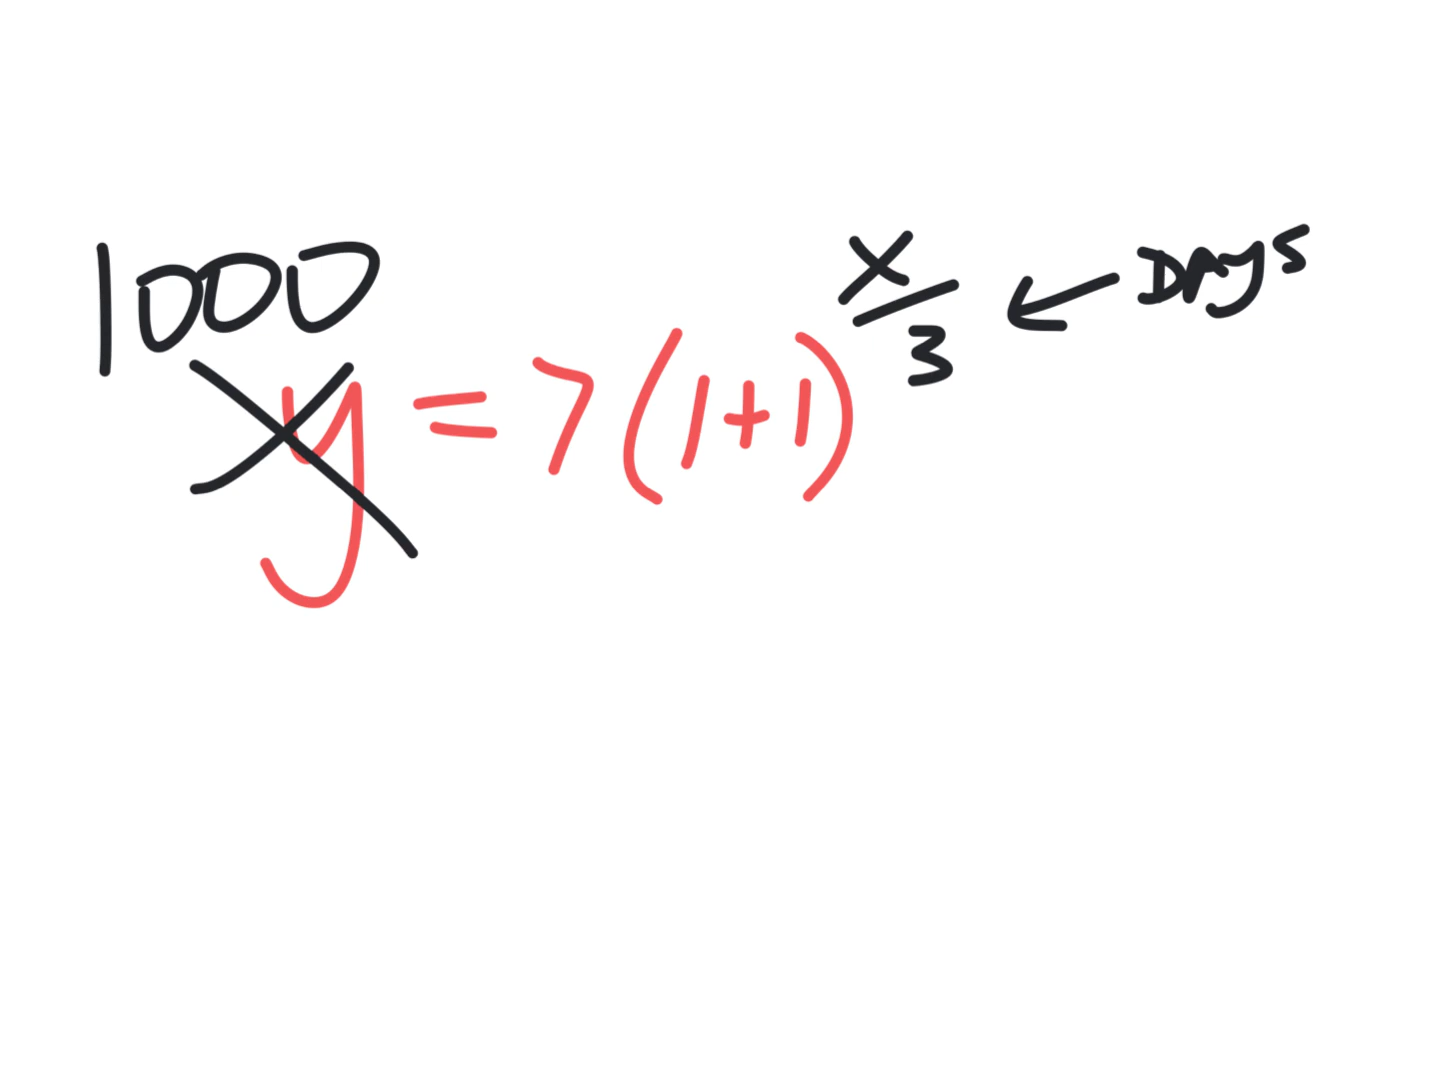 1000
y = 7(1+1)^x/3 ← DAYS